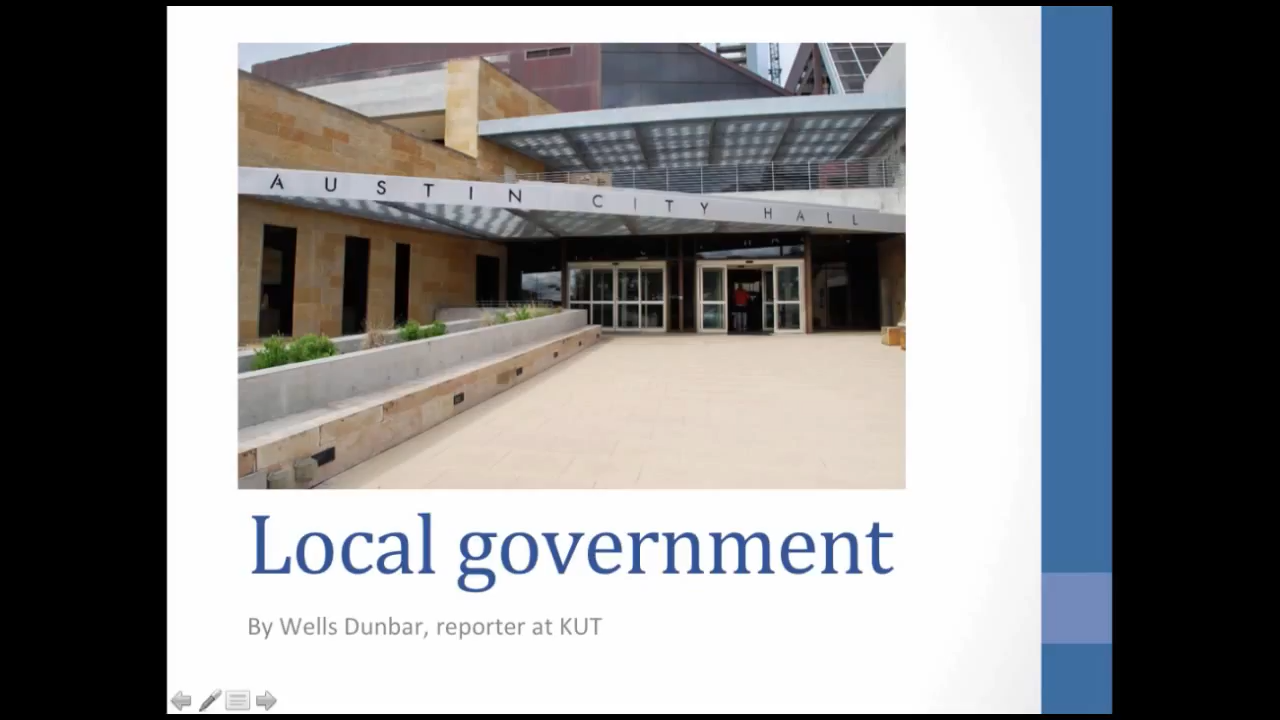 AUSTIN CITY HALL
Local government
By Wells Dunbar, reporter at KUT